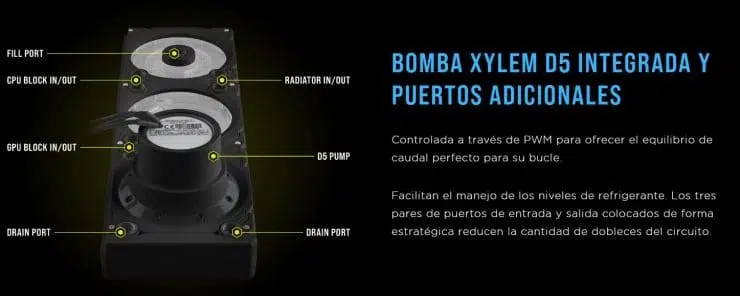 FILL PORT
CPU BLOCK IN/OUT
RADIATOR IN/OUT
GPU BLOCK IN/OUT
D5 PUMP
DRAIN PORT
DRAIN PORT
BOMBA XYLEM D5 INTEGRADA Y
PUERTOS ADICIONALES
Controlada a través de PWM para ofrecer el equilibrio de
caudal perfecto para su bucle.
Facilitan el manejo de los niveles de refrigerante. Los tres
pares de puertos de entrada y salida colocados de forma
estratégica reducen la cantidad de dobleces del circuito.